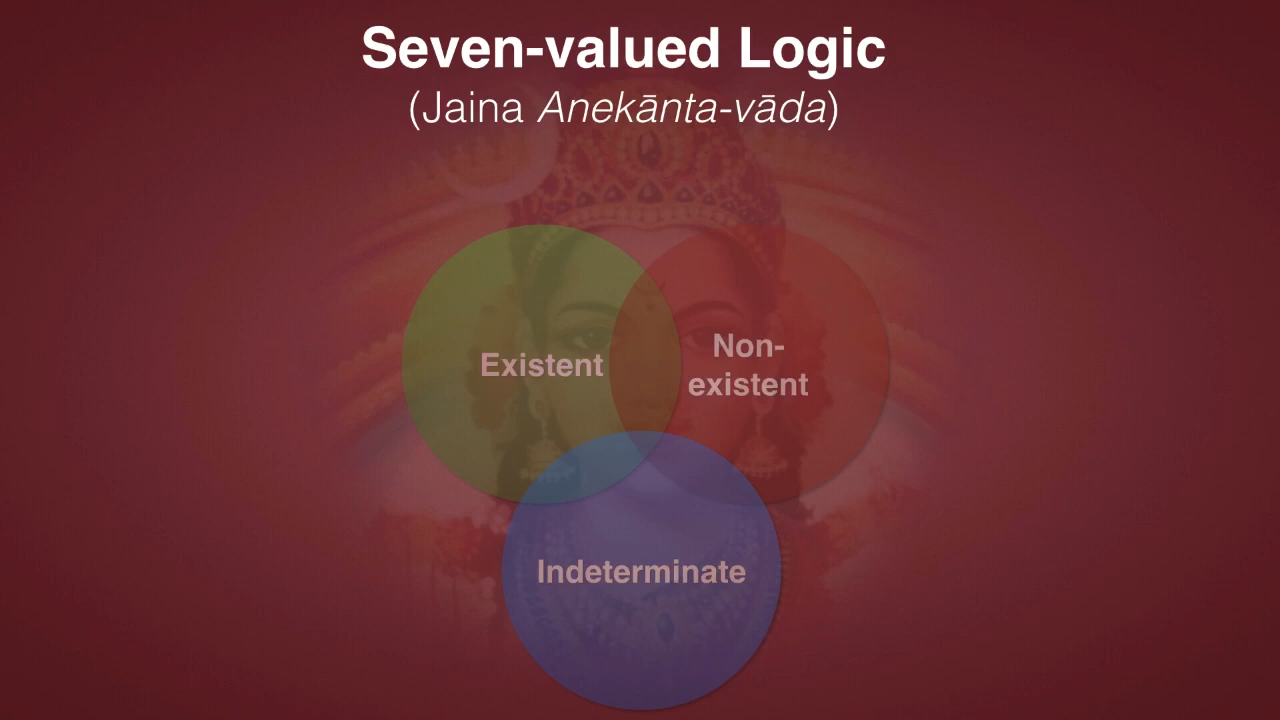 Seven-valued Logic
(Jaina Anekānta-vāda)
Existent
Non-
existent
Indeterminate